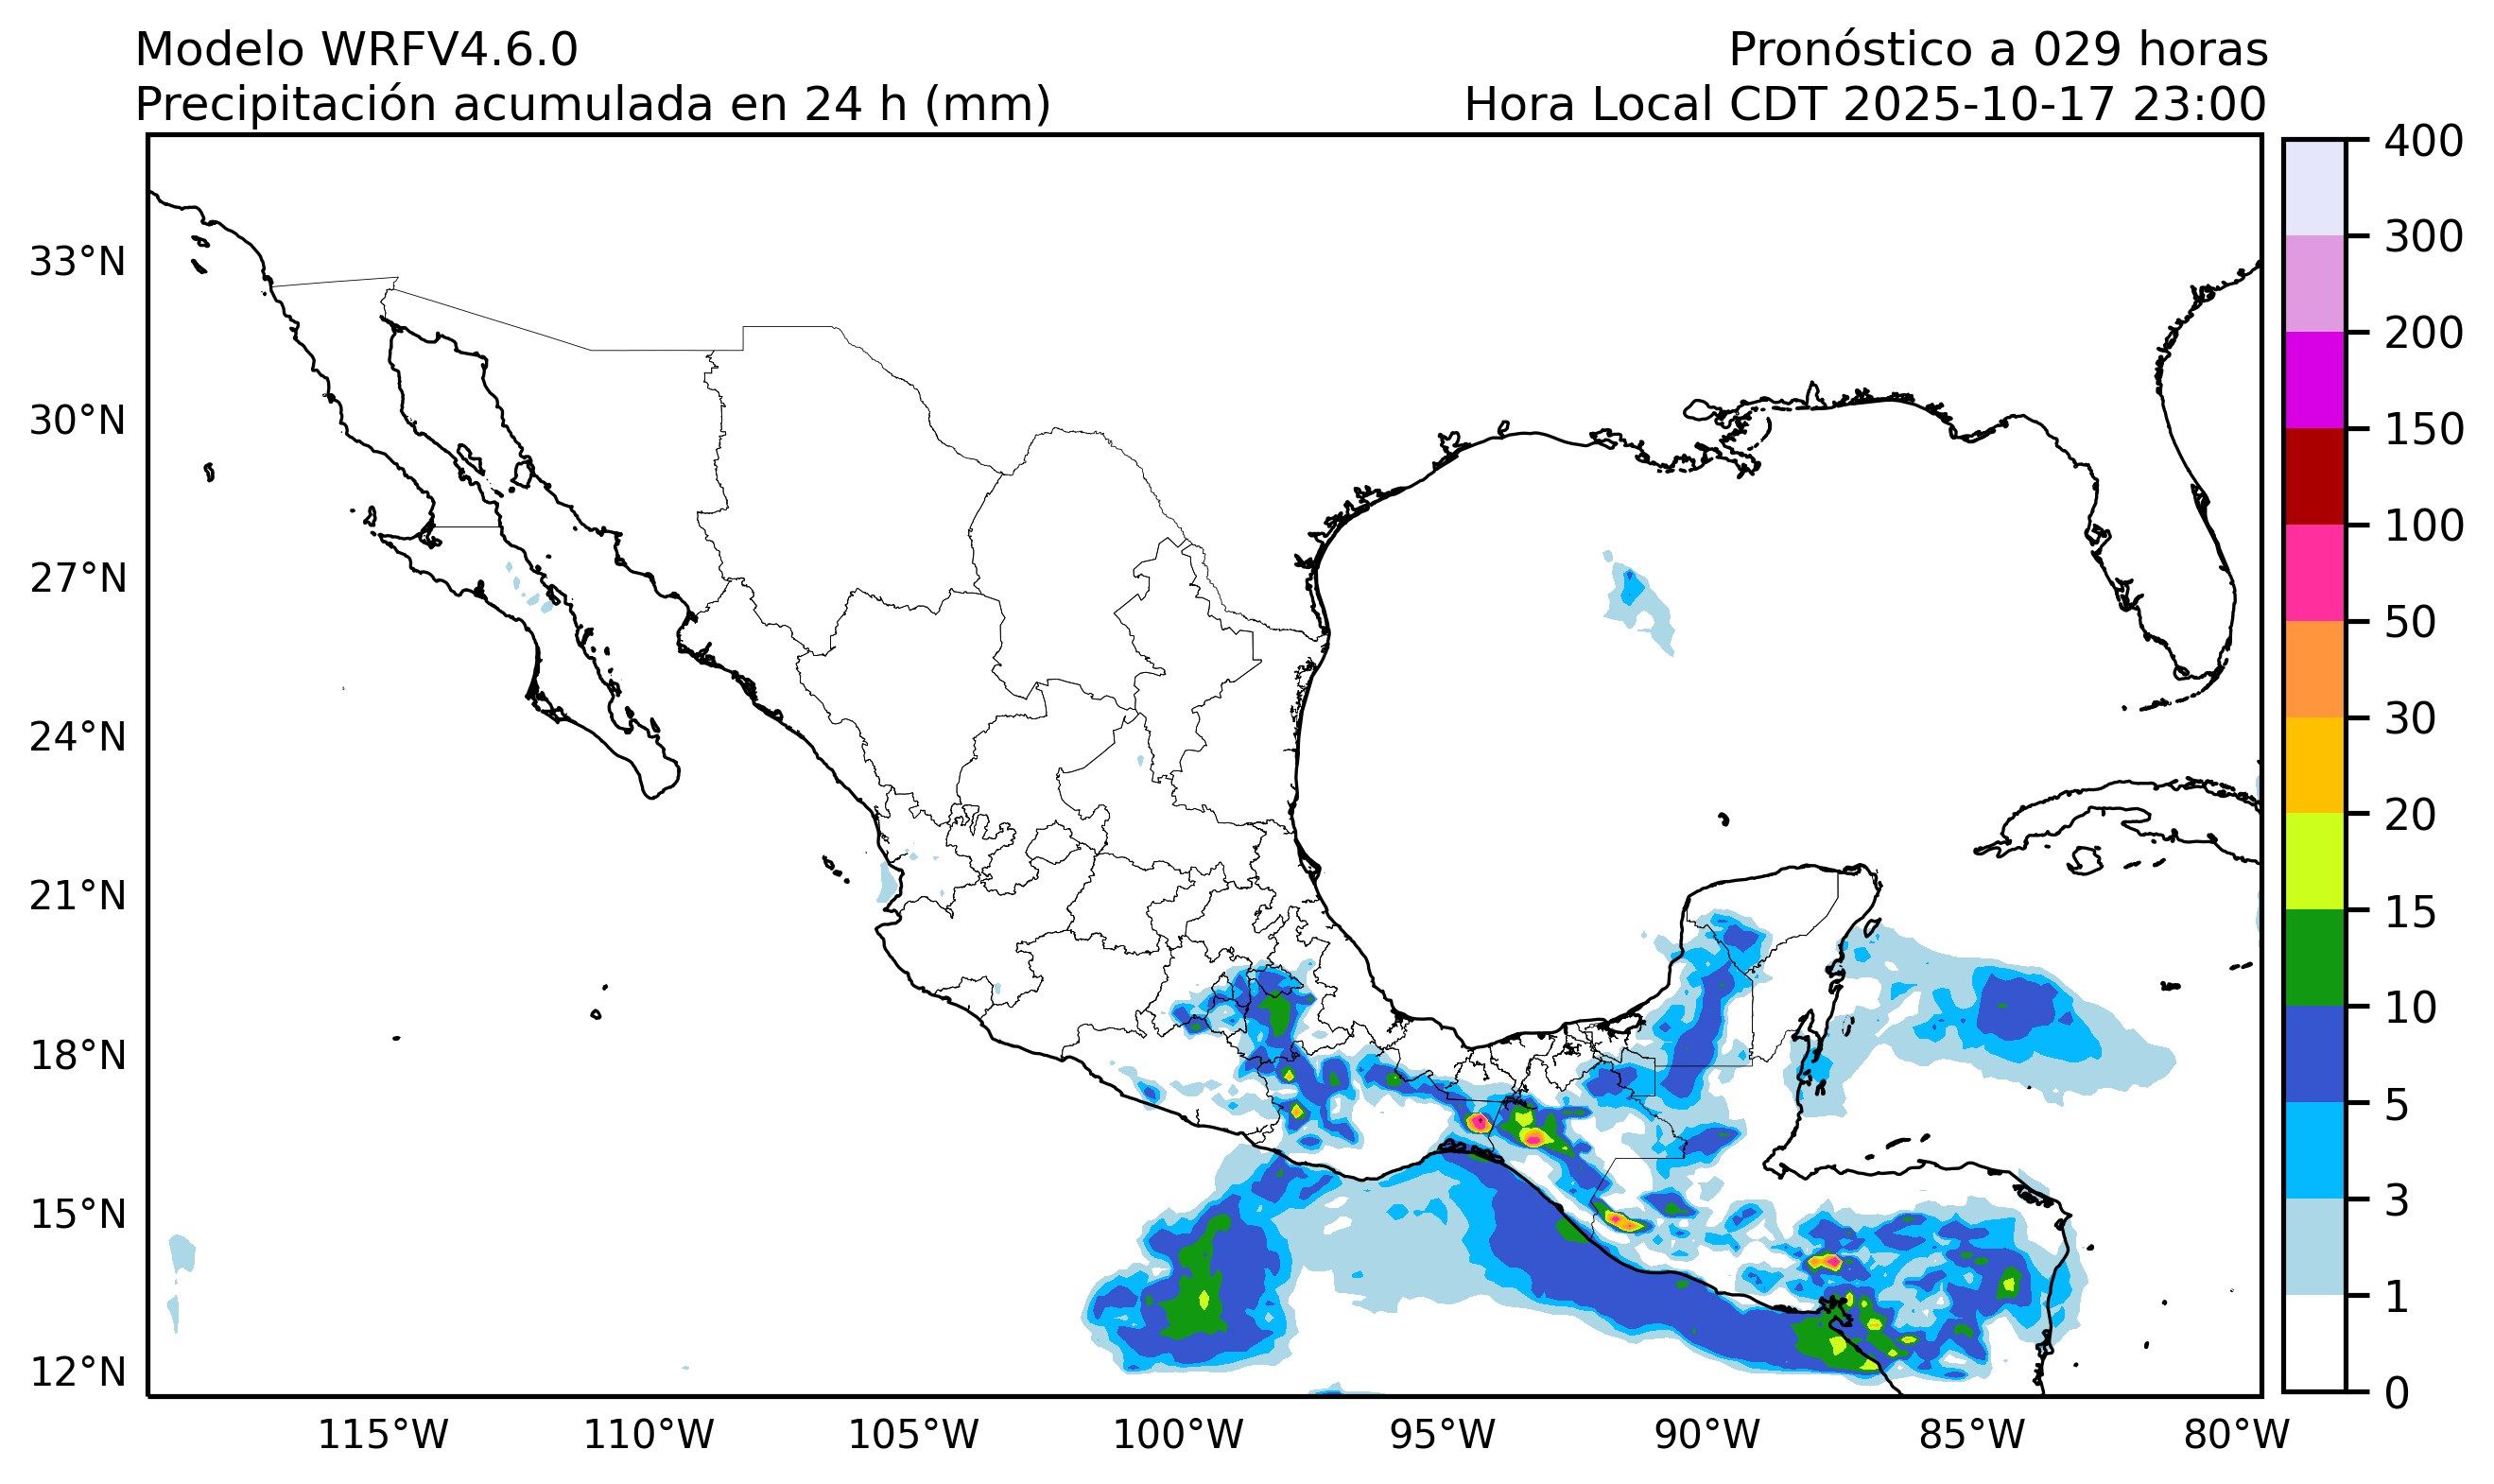 Modelo WRFV4.6.0
Pronóstico a 029 horas
Precipitación acumulada en 24 h (mm)
Hora Local CDT 2025-10-17 23:00
33°N
30°N
27°N
24°N
21°N
18°N
15°N
12°N
115°W
110°W
105°W
100°W
95°W
90°W
85°W
80°W
400
300
200
150
100
50
30
20
15
10
5
3
1
0